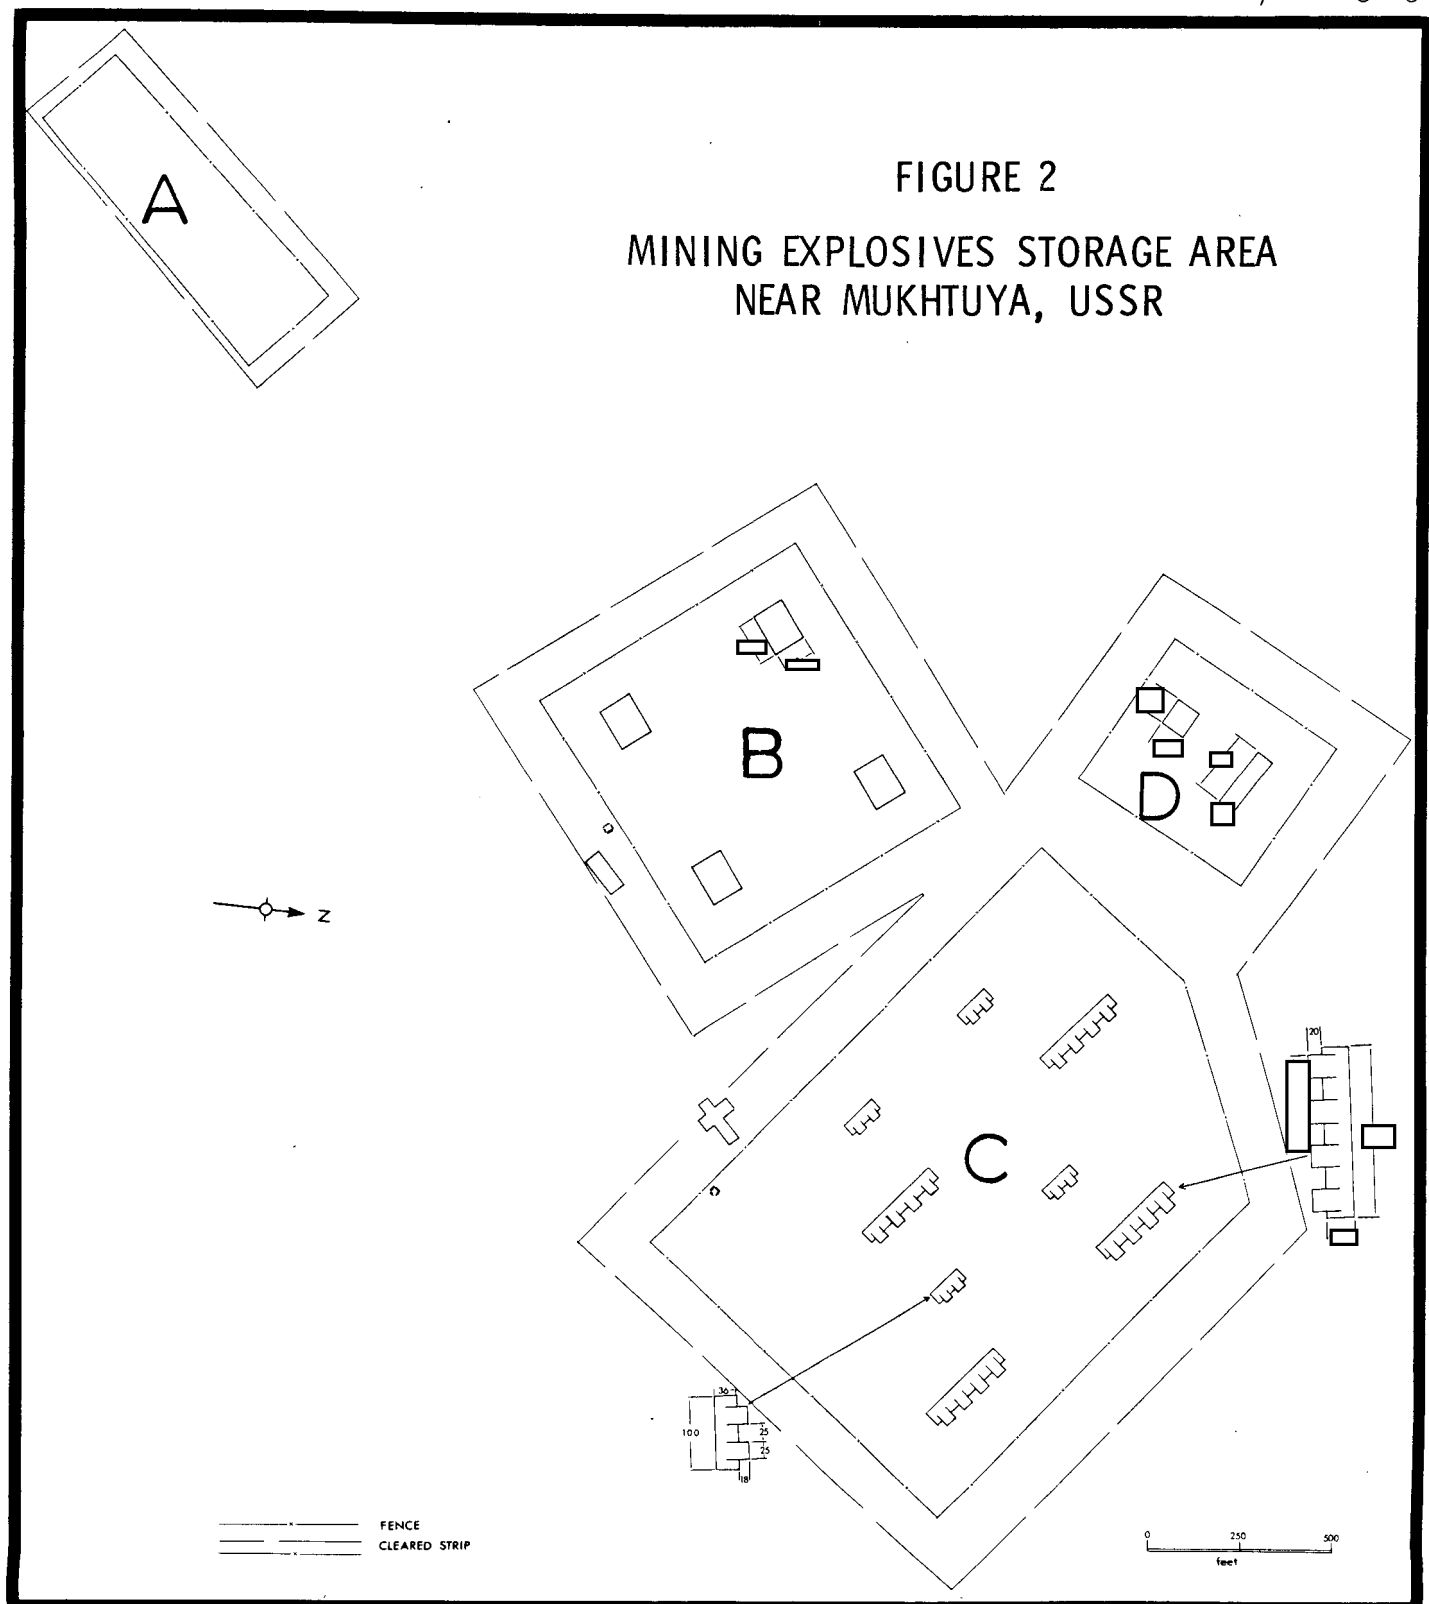 A
FIGURE 2
MINING EXPLOSIVES STORAGE AREA
NEAR MUKHTUYA, USSR
B
D
Z
20
C
36
100
25
25
18
FENCE
CLEARED STRIP
0 250 500
feet